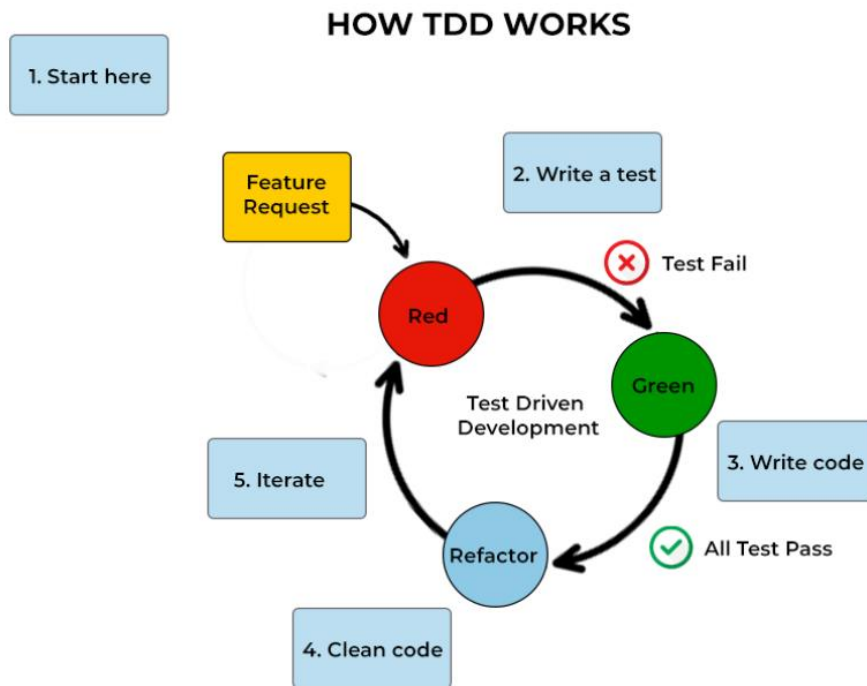 HOW TDD WORKS
1. Start here
2. Write a test
Feature
Request
Test Fail
Red
Green
Test Driven
Development
3. Write code
5. Iterate
All Test Pass
Refactor
4. Clean code